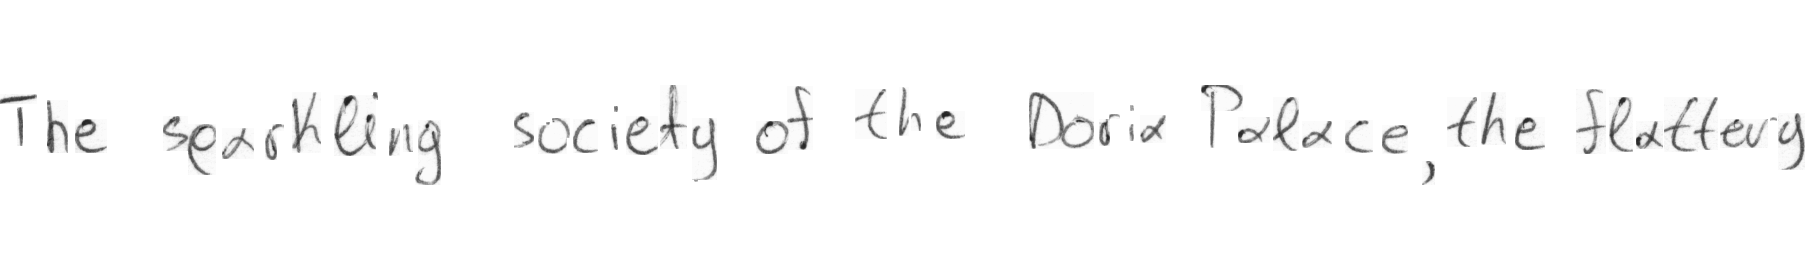 The sparkling society of the Doria Palace, the flattery